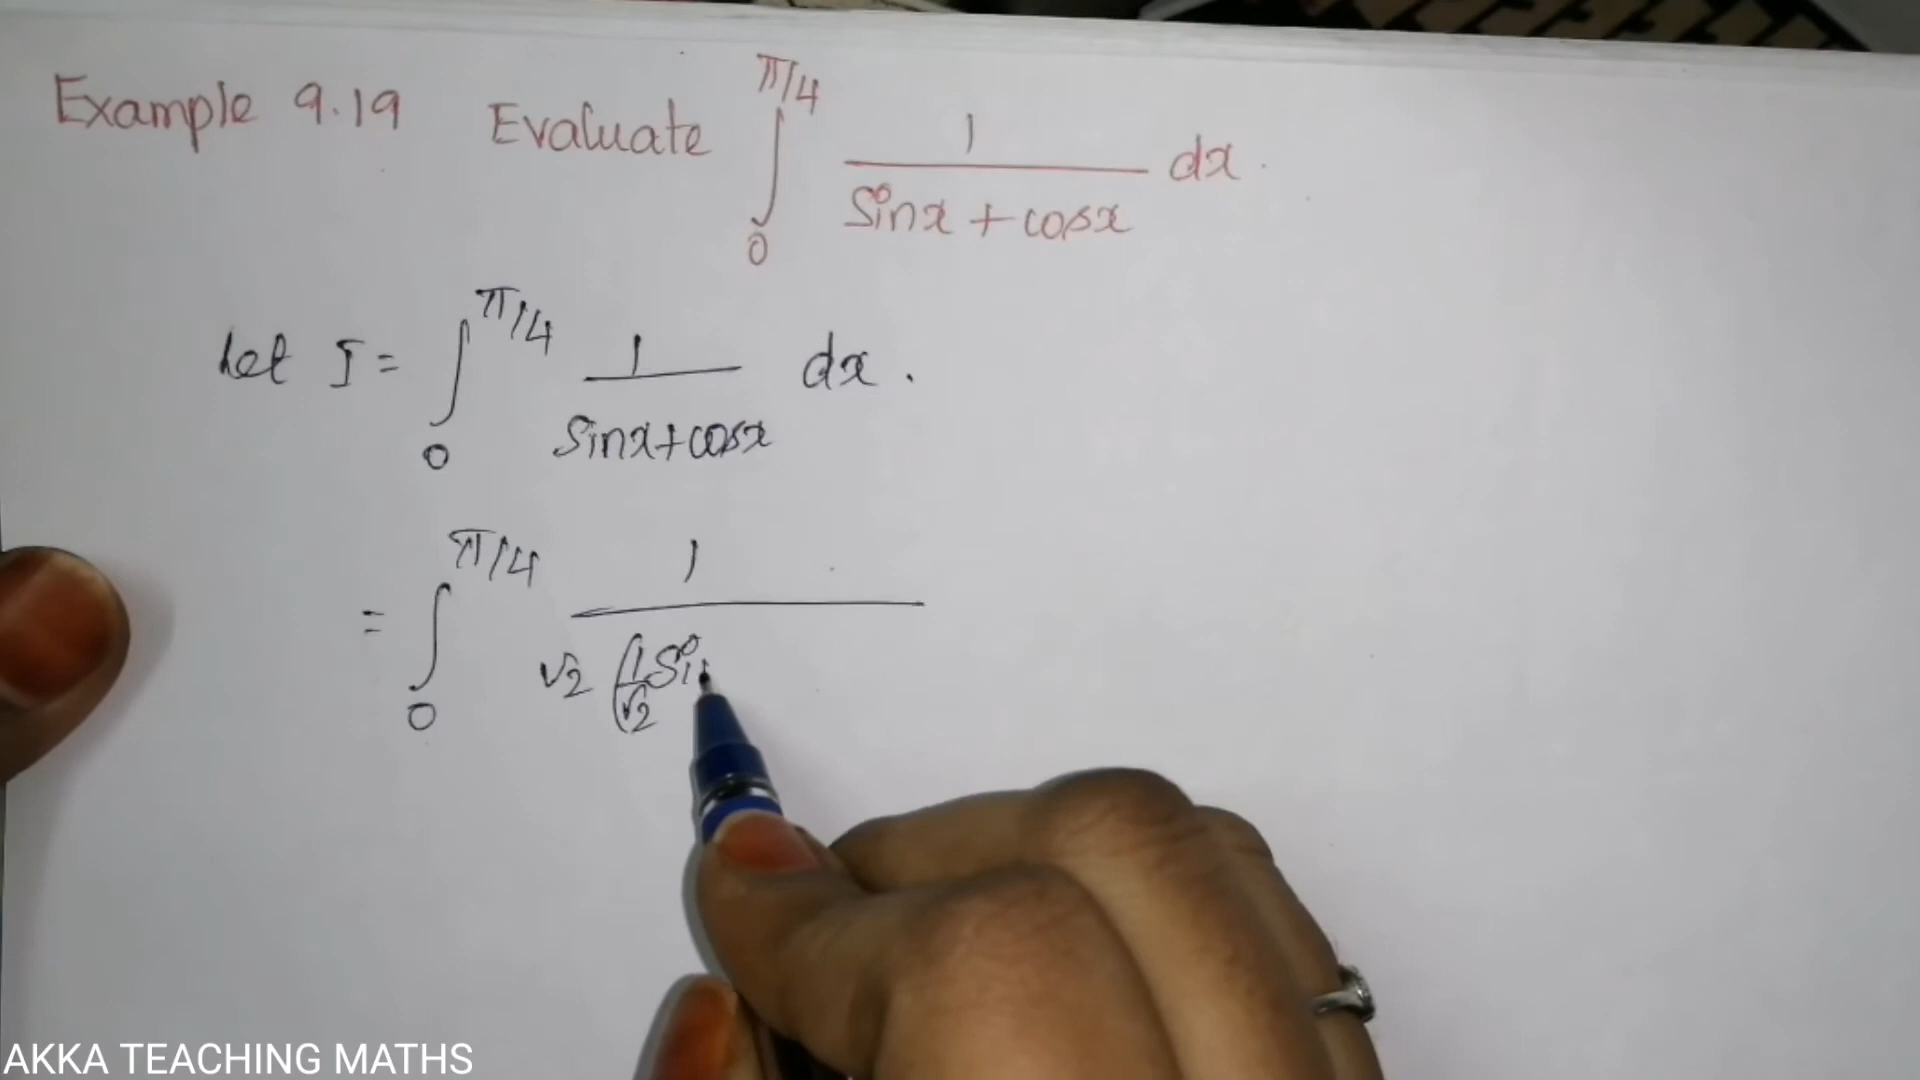 Example 9.19 Evaluate ∫₀^π/4 1/(sinx + cosx) dx.
let I = ∫₀^π/4 1/(sinx+cosx) dx.
= ∫₀^π/4 1/(√2 (1/√2 Sin
AKKA TEACHING MATHS